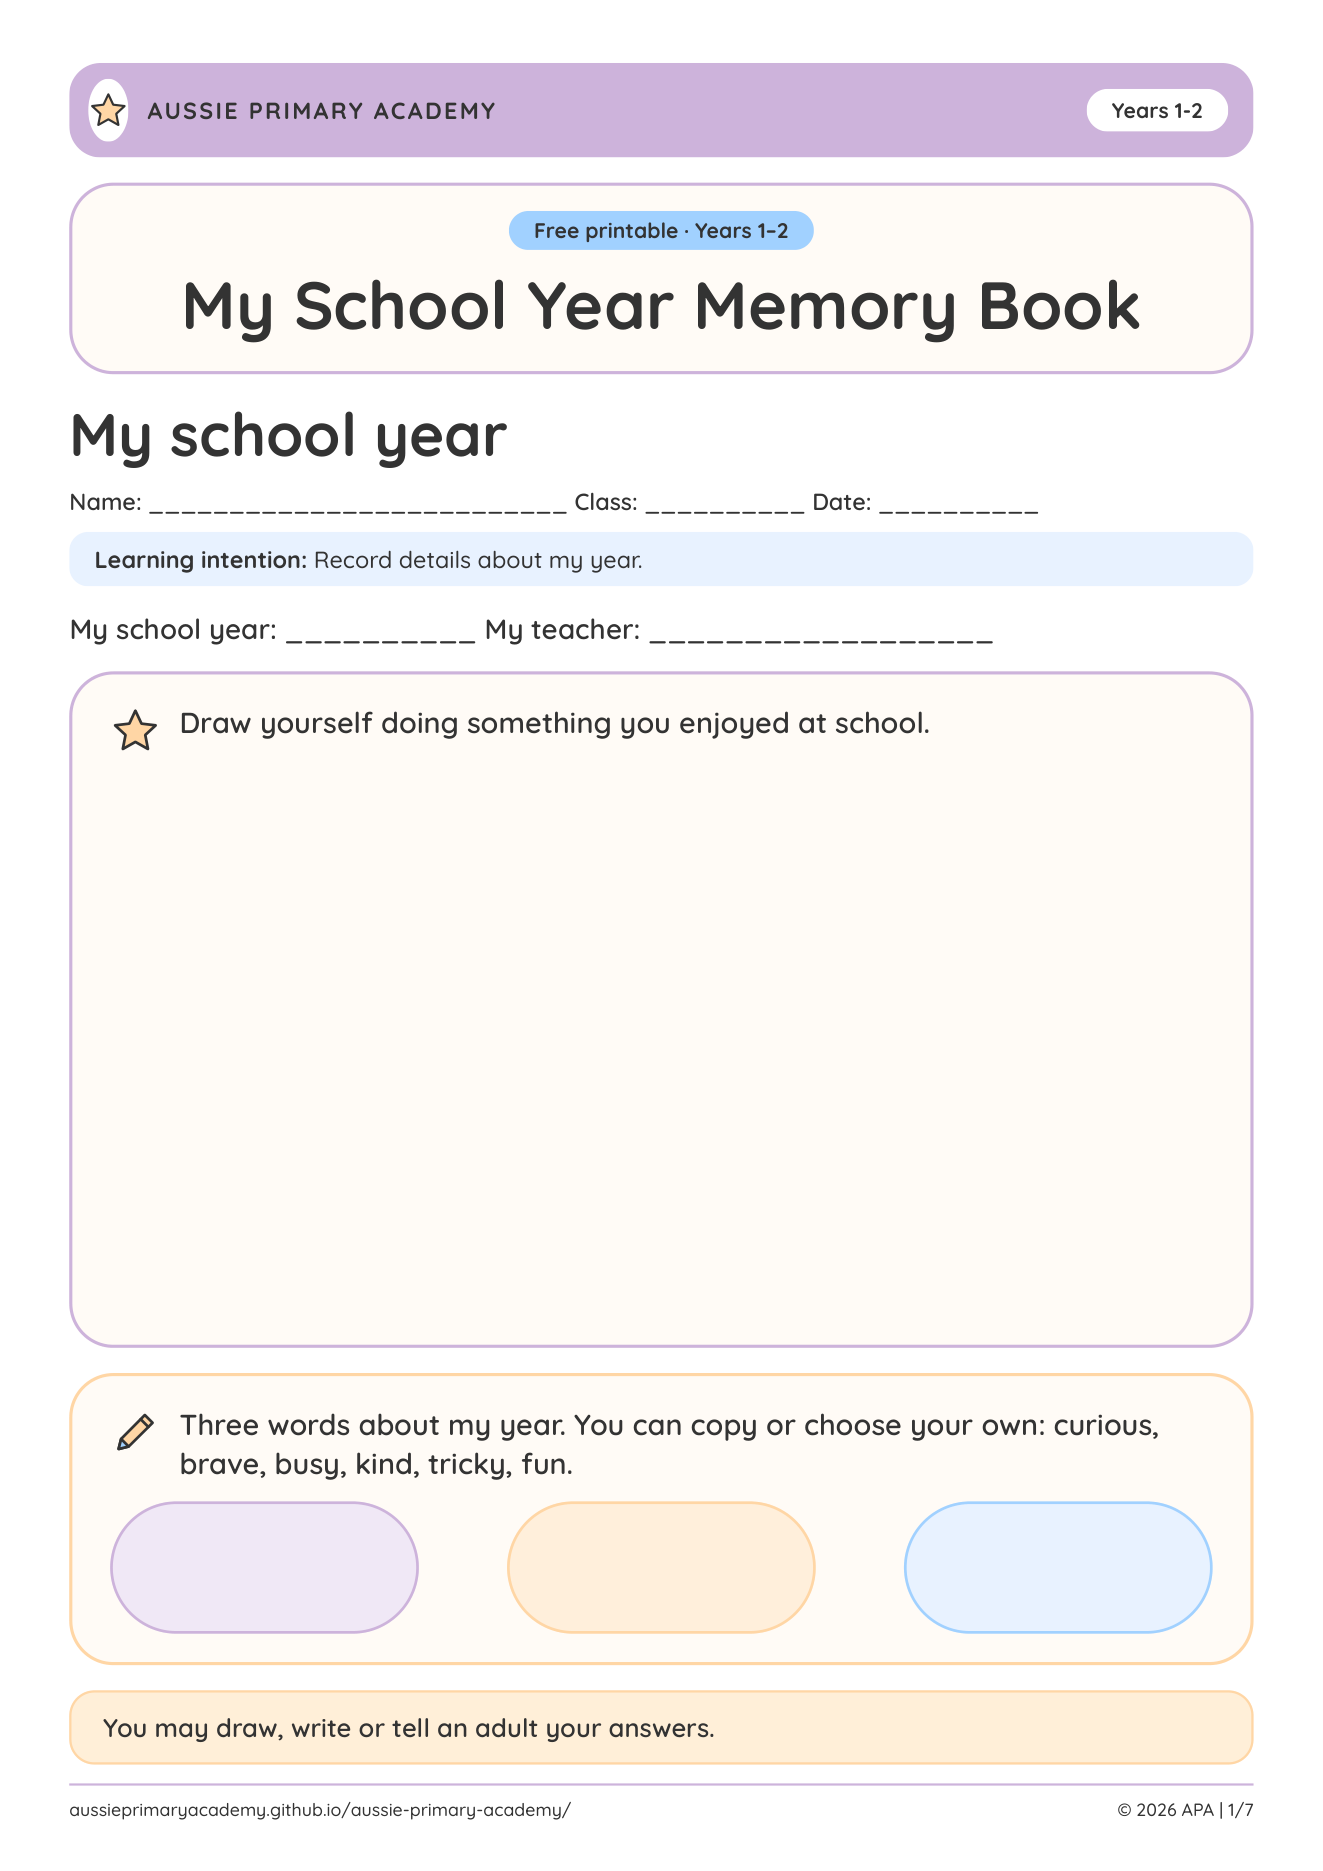 AUSSIE PRIMARY ACADEMY
Years 1-2
Free printable · Years 1–2
My School Year Memory Book
My school year
Name: __________________________ Class: __________ Date: __________
Learning intention: Record details about my year.
My school year: __________ My teacher: __________________
Draw yourself doing something you enjoyed at school.
Three words about my year. You can copy or choose your own: curious,
brave, busy, kind, tricky, fun.
You may draw, write or tell an adult your answers.
aussieprimaryacademy.github.io/aussie-primary-academy/
© 2026 APA | 1/7